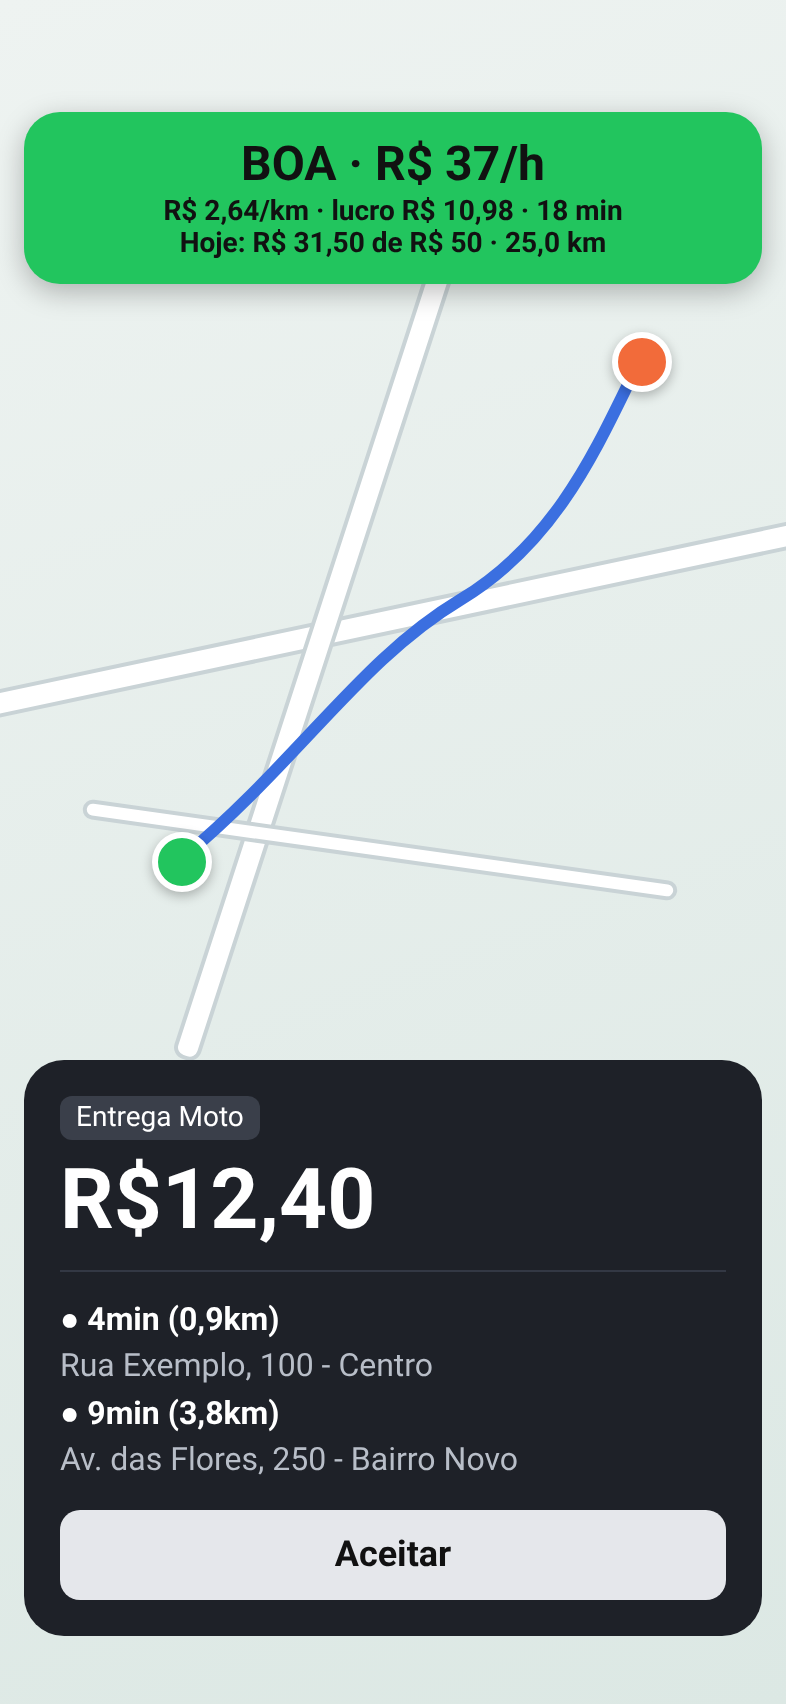 BOA · R$ 37/h
R$ 2,64/km · lucro R$ 10,98 · 18 min
Hoje: R$ 31,50 de R$ 50 · 25,0 km
Entrega Moto
R$12,40
● 4min (0,9km)
Rua Exemplo, 100 - Centro
● 9min (3,8km)
Av. das Flores, 250 - Bairro Novo
Aceitar